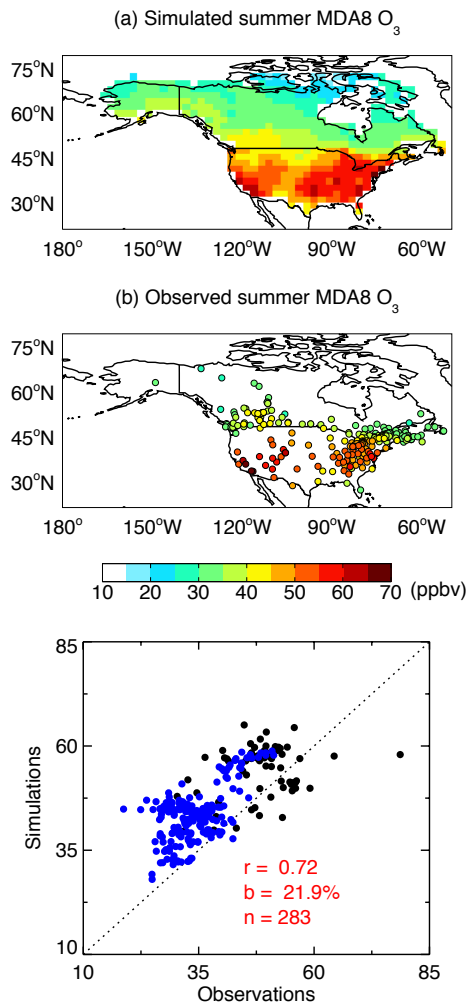 (a) Simulated summer MDA8 O3
75°N
60°N
45°N
30°N
180° 150°W 120°W 90°W 60°W
(b) Observed summer MDA8 O3
75°N
60°N
45°N
30°N
180° 150°W 120°W 90°W 60°W
10 20 30 40 50 60 70 (ppbv)
85
60
35
10
Simulations
r = 0.72
b = 21.9%
n = 283
10 35 60 85
Observations